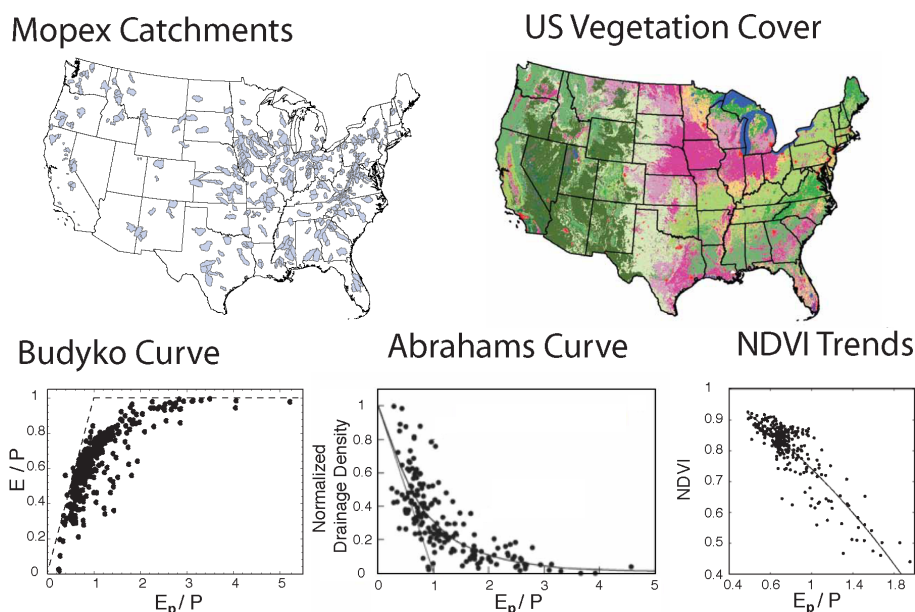 Mopex Catchments
US Vegetation Cover
Budyko Curve
Abrahams Curve
NDVI Trends
E / P
1
0.8
0.6
0.4
0.2
0
0 1 2 3 4 5
Ep / P
Normalized
Drainage Density
1
0.8
0.6
0.4
0.2
0
0 1 2 3 4 5
Ep / P
NDVI
1
0.9
0.8
0.7
0.6
0.5
0.4
0.4 0.6 1 1.4 1.8
Ep / P